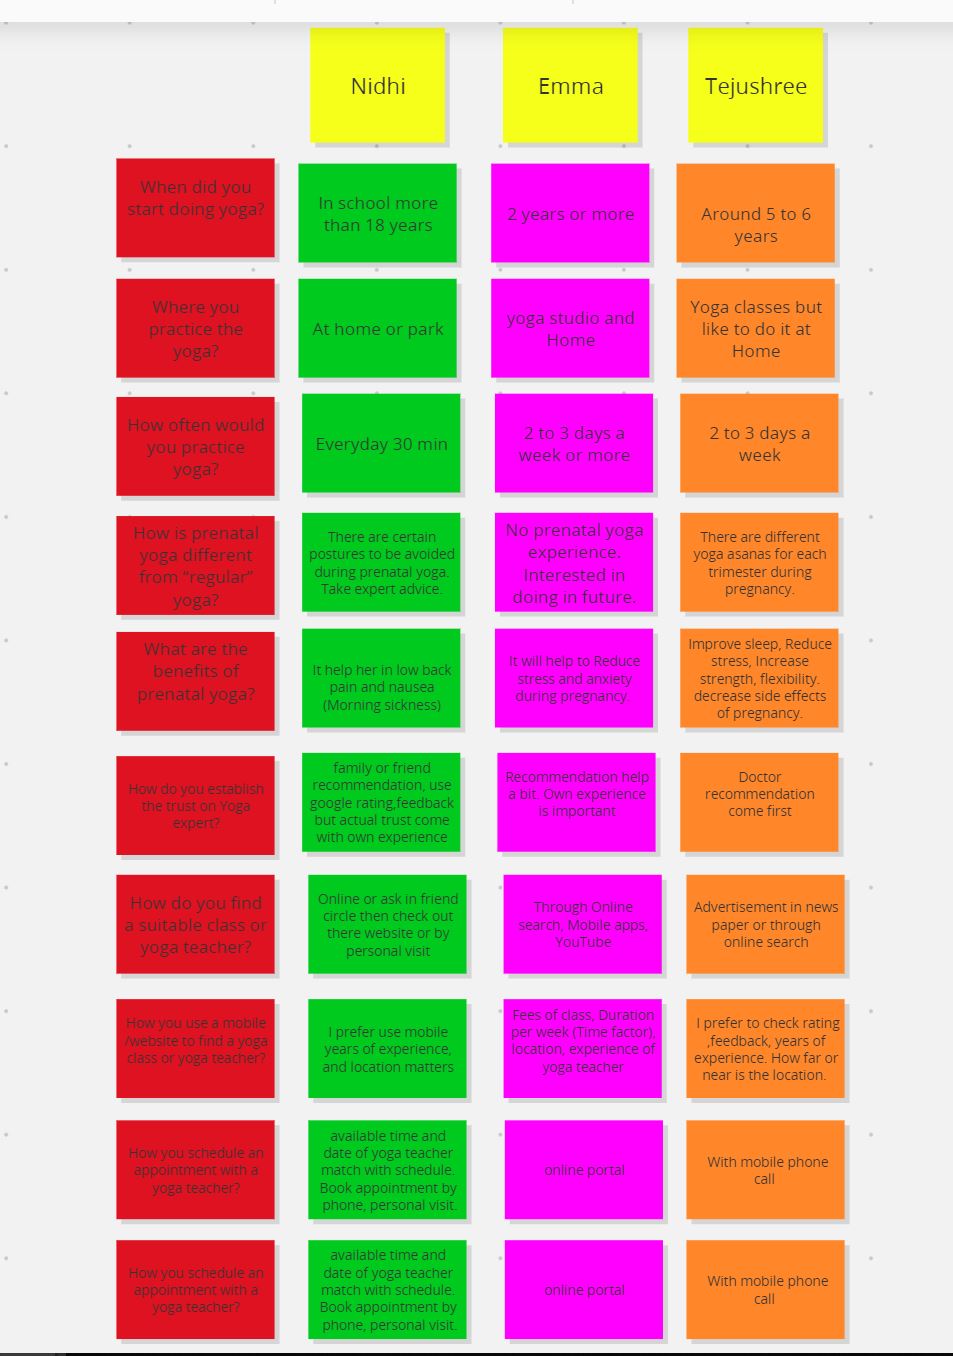 Nidhi
Emma
Tejushree
When did you
start doing yoga?
In school more
than 18 years
2 years or more
Around 5 to 6
years
Where you
practice the
yoga?
At home or park
yoga studio and
Home
Yoga classes but
like to do it at
Home
How often would
you practice
yoga?
Everyday 30 min
2 to 3 days a
week or more
2 to 3 days a
week
How is prenatal
yoga different
from “regular”
yoga?
There are certain
postures to be avoided
during prenatal yoga.
Take expert advice.
No prenatal yoga
experience.
Interested in
doing in future.
There are different
yoga asanas for each
trimester during
pregnancy.
What are the
benefits of
prenatal yoga?
It help her in low back
pain and nausea
(Morning sickness)
It will help to Reduce
stress and anxiety
during pregnancy.
Improve sleep, Reduce
stress, Increase
strength, flexibility.
decrease side effects
of pregnancy.
How do you establish
the trust on Yoga
expert?
family or friend
recommendation, use
google rating,feedback
but actual trust come
with own experience
Recommendation help
a bit. Own experience
is important
Doctor
recommendation
come first
How do you find
a suitable class or
yoga teacher?
Online or ask in friend
circle then check out
there website or by
personal visit
Through Online
search, Mobile apps,
YouTube
Advertisement in news
paper or through
online search
How you use a mobile
/website to find a yoga
class or yoga teacher?
I prefer use mobile
years of experience,
and location matters
Fees of class, Duration
per week (Time factor),
location, experience of
yoga teacher
I prefer to check rating
,feedback, years of
experience. How far or
near is the location.
How you schedule an
appointment with a
yoga teacher?
available time and
date of yoga teacher
match with schedule.
Book appointment by
phone, personal visit.
online portal
With mobile phone
call
How you schedule an
appointment with a
yoga teacher?
available time and
date of yoga teacher
match with schedule.
Book appointment by
phone, personal visit.
online portal
With mobile phone
call